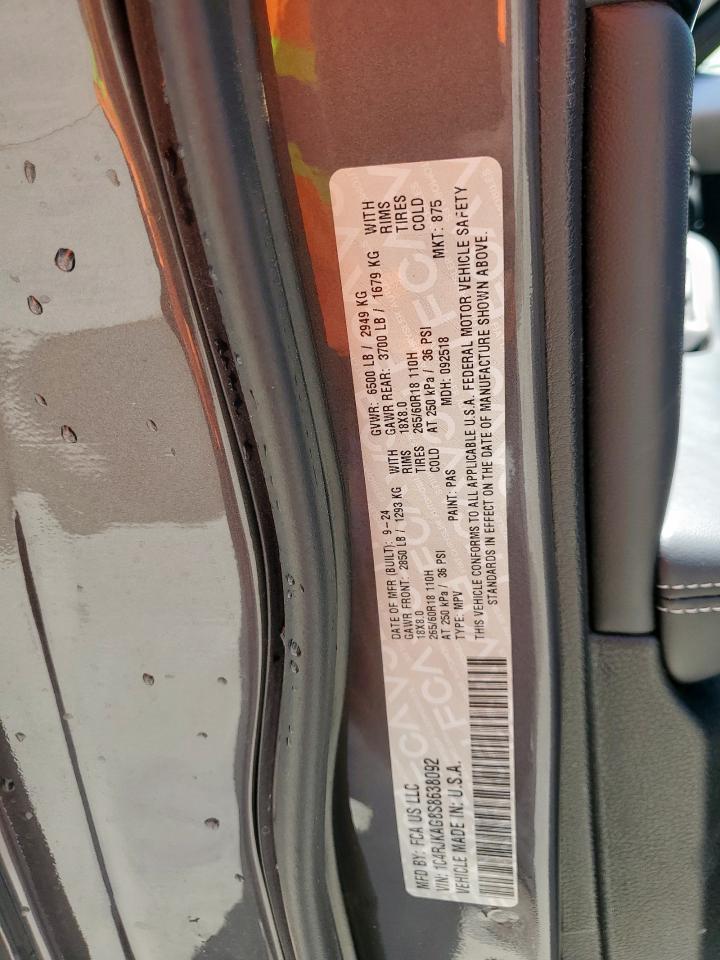 MFD BY: FCA US LLC
VIN: 1C4RJKAG8S8638092
VEHICLE MADE IN: U.S.A.
DATE OF MFR (BUILT): 9-24
GAWR FRONT: 2850 LB / 1293 KG WITH
18X8.0 RIMS
265/60R18 110H TIRES
AT 250 kPa / 36 PSI COLD
TYPE: MPV PAINT: PAS
GVWR: 6500 LB / 2949 KG
GAWR REAR: 3700 LB / 1679 KG WITH
18X8.0 RIMS
265/60R18 110H TIRES
AT 250 kPa / 36 PSI COLD
MDH: 092518 MKT: 875
THIS VEHICLE CONFORMS TO ALL APPLICABLE U.S.A. FEDERAL MOTOR VEHICLE SAFETY
STANDARDS IN EFFECT ON THE DATE OF MANUFACTURE SHOWN ABOVE.